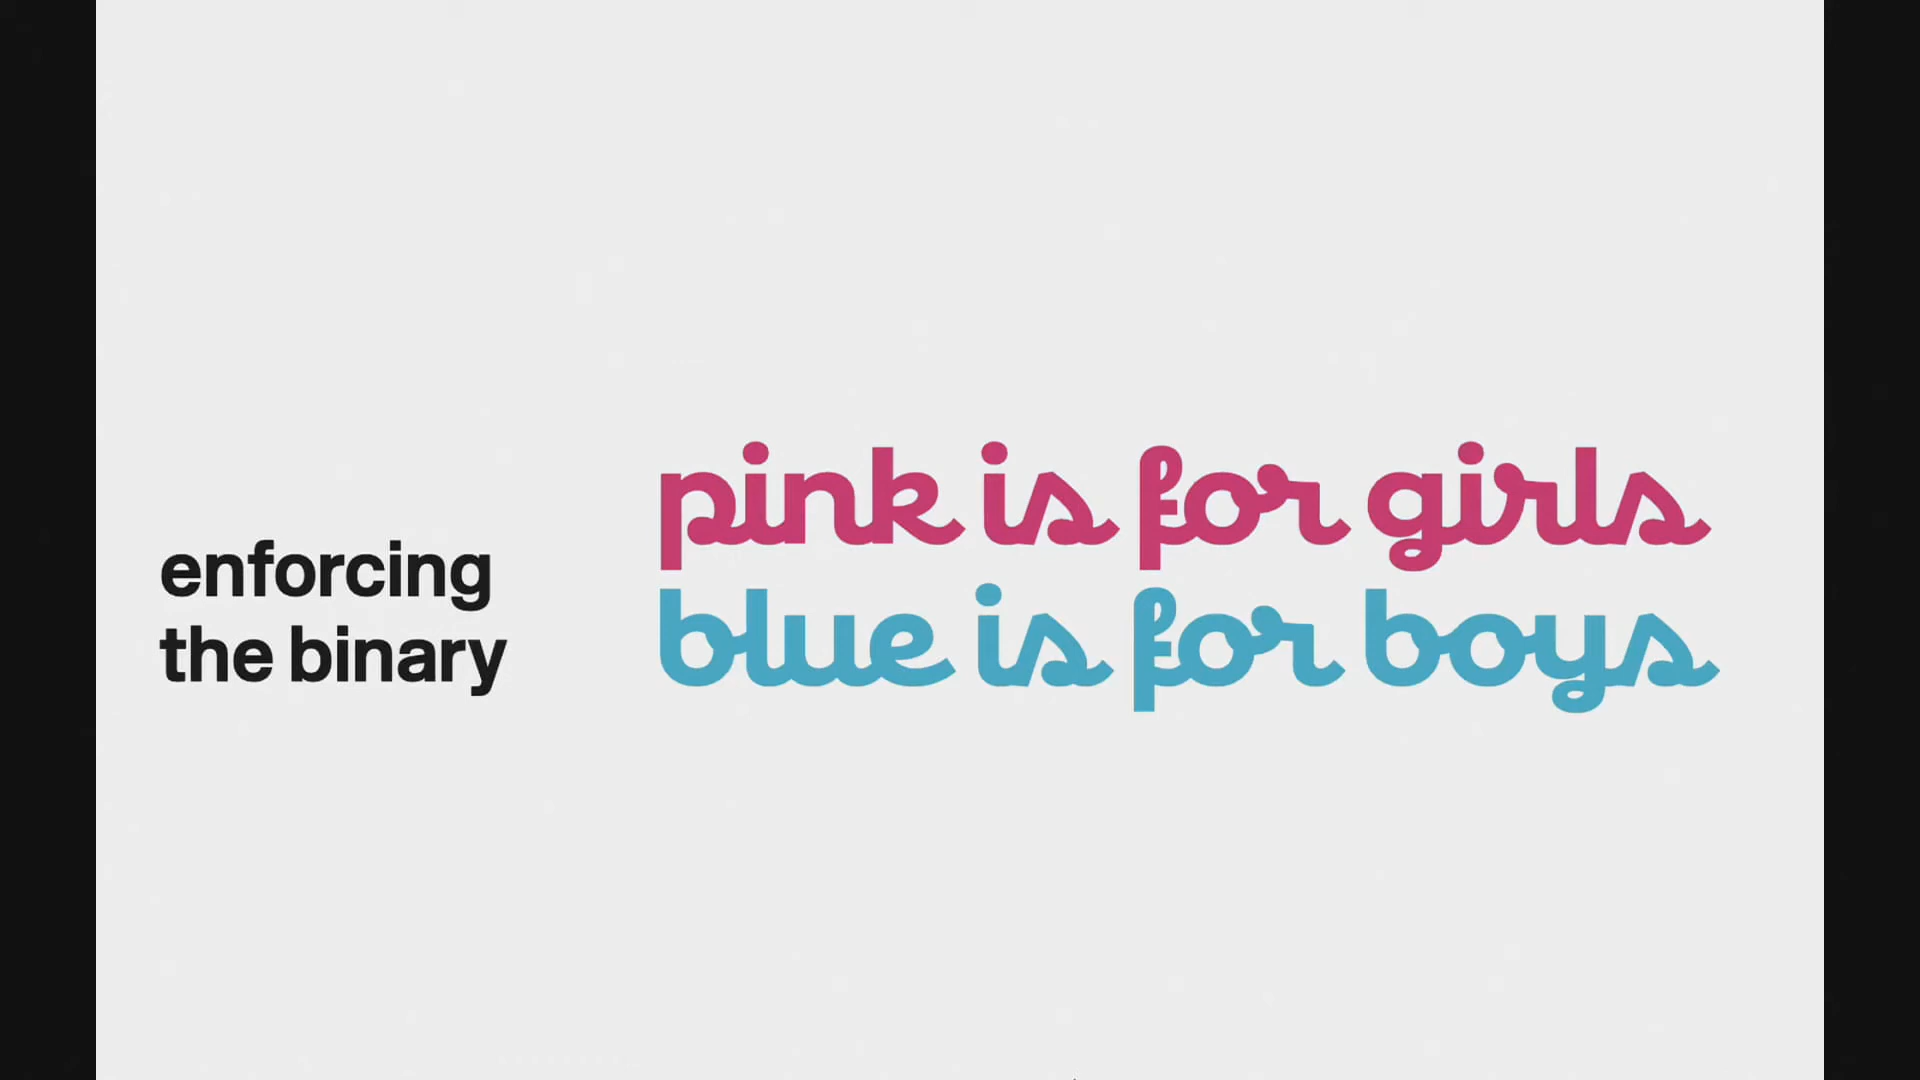 enforcing
the binary
pink is for girls
blue is for boys